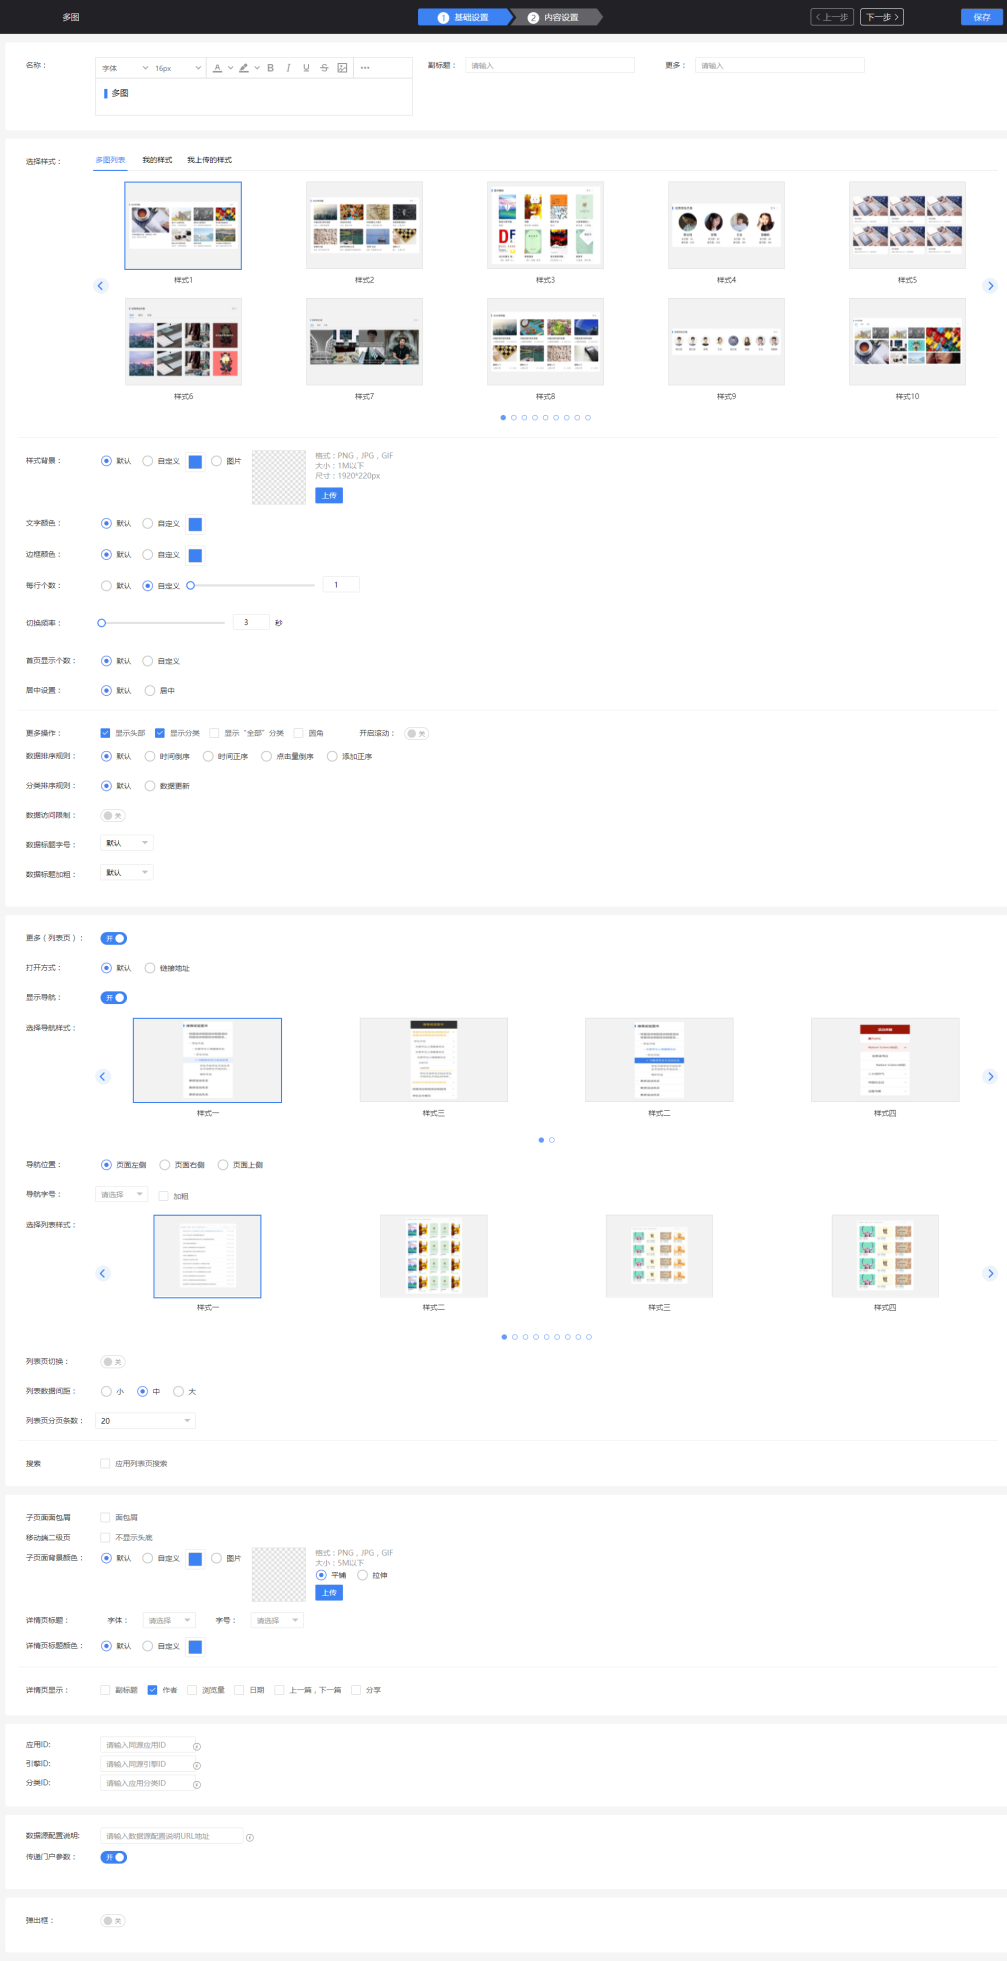 多图
1 基础设置
2 内容设置
上一步
下一步
保存
名称：
字体
16px
多图
副标题：
请输入
更多：
请输入
选择样式：
多图列表
我的样式
我上传的样式
样式1
样式2
样式3
样式4
样式5
样式6
样式7
样式8
样式9
样式10
样式背景：
默认
自定义
图片
格式：PNG，JPG，GIF
大小：1M以下
尺寸：1920*220px
上传
文字颜色：
默认
自定义
边框颜色：
默认
自定义
每行个数：
默认
自定义
1
切换频率：
3
秒
首页显示个数：
默认
自定义
居中设置：
默认
居中
更多操作：
显示头部
显示分类
显示“全部”分类
圆角
开启滚动：
关
数据排序规则：
默认
时间倒序
时间正序
点击量倒序
添加正序
分类排序规则：
默认
数据更新
数据访问限制：
关
数据标题字号：
默认
数据标题加粗：
默认
更多（列表页）：
开
打开方式：
默认
链接地址
显示导航：
开
选择导航样式：
样式一
样式三
样式二
样式四
导航位置：
页面左侧
页面右侧
页面上侧
导航字号：
请选择
加粗
选择列表样式：
样式一
样式二
样式三
样式四
列表页切换：
关
列表数据间距：
小
中
大
列表页分页条数：
20
搜索
应用列表页搜索
子页面面包屑
面包屑
移动端二级页
不显示头底
子页面背景颜色：
默认
自定义
图片
格式：PNG，JPG，GIF
大小：5M以下
平铺
拉伸
上传
详情页标题：
字体：
请选择
字号：
请选择
详情页标题颜色：
默认
自定义
详情页显示：
副标题
作者
浏览量
日期
上一篇，下一篇
分享
应用ID:
请输入同源应用ID
引擎ID:
请输入同源引擎ID
分类ID:
请输入应用分类ID
数据源配置说明:
请输入数据源配置说明URL地址
传递门户参数：
开
弹出框：
关